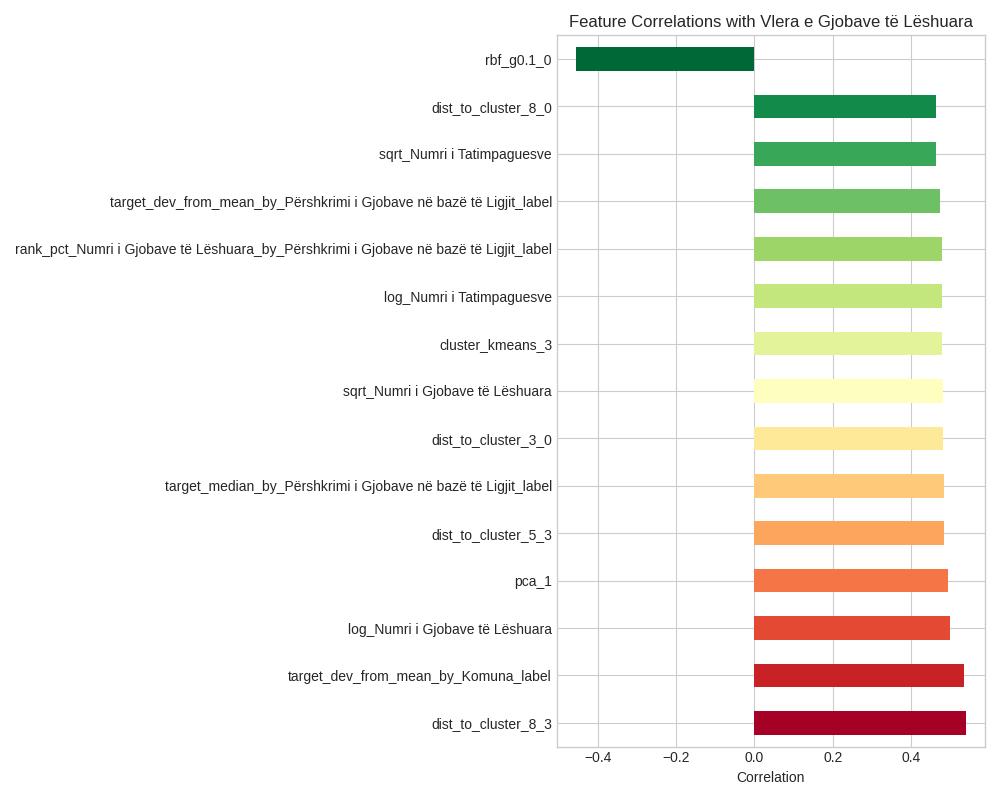 Feature Correlations with Vlera e Gjobave të Lëshuara
rbf_g0.1_0
dist_to_cluster_8_0
sqrt_Numri i Tatimpaguesve
target_dev_from_mean_by_Përshkrimi i Gjobave në bazë të Ligjit_label
rank_pct_Numri i Gjobave të Lëshuara_by_Përshkrimi i Gjobave në bazë të Ligjit_label
log_Numri i Tatimpaguesve
cluster_kmeans_3
sqrt_Numri i Gjobave të Lëshuara
dist_to_cluster_3_0
target_median_by_Përshkrimi i Gjobave në bazë të Ligjit_label
dist_to_cluster_5_3
pca_1
log_Numri i Gjobave të Lëshuara
target_dev_from_mean_by_Komuna_label
dist_to_cluster_8_3
−0.4 −0.2 0.0 0.2 0.4
Correlation